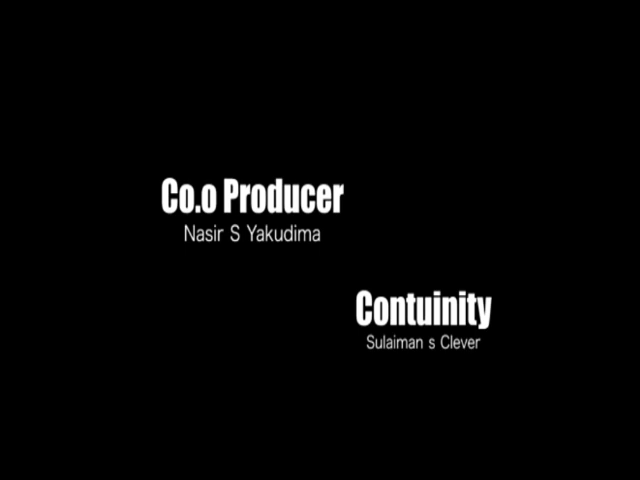 Co.o Producer
Nasir S Yakudima
Contuinity
Sulaiman s Clever